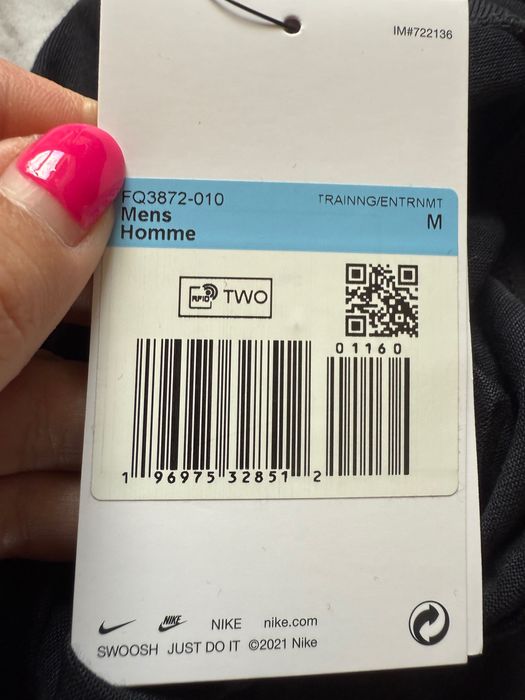 IM#722136
FQ3872-010 TRAINNG/ENTRNMT
Mens M
Homme
RFID TWO
01160
1 96975 32851 2
NIKE NIKE nike.com
SWOOSH JUST DO IT ©2021 Nike